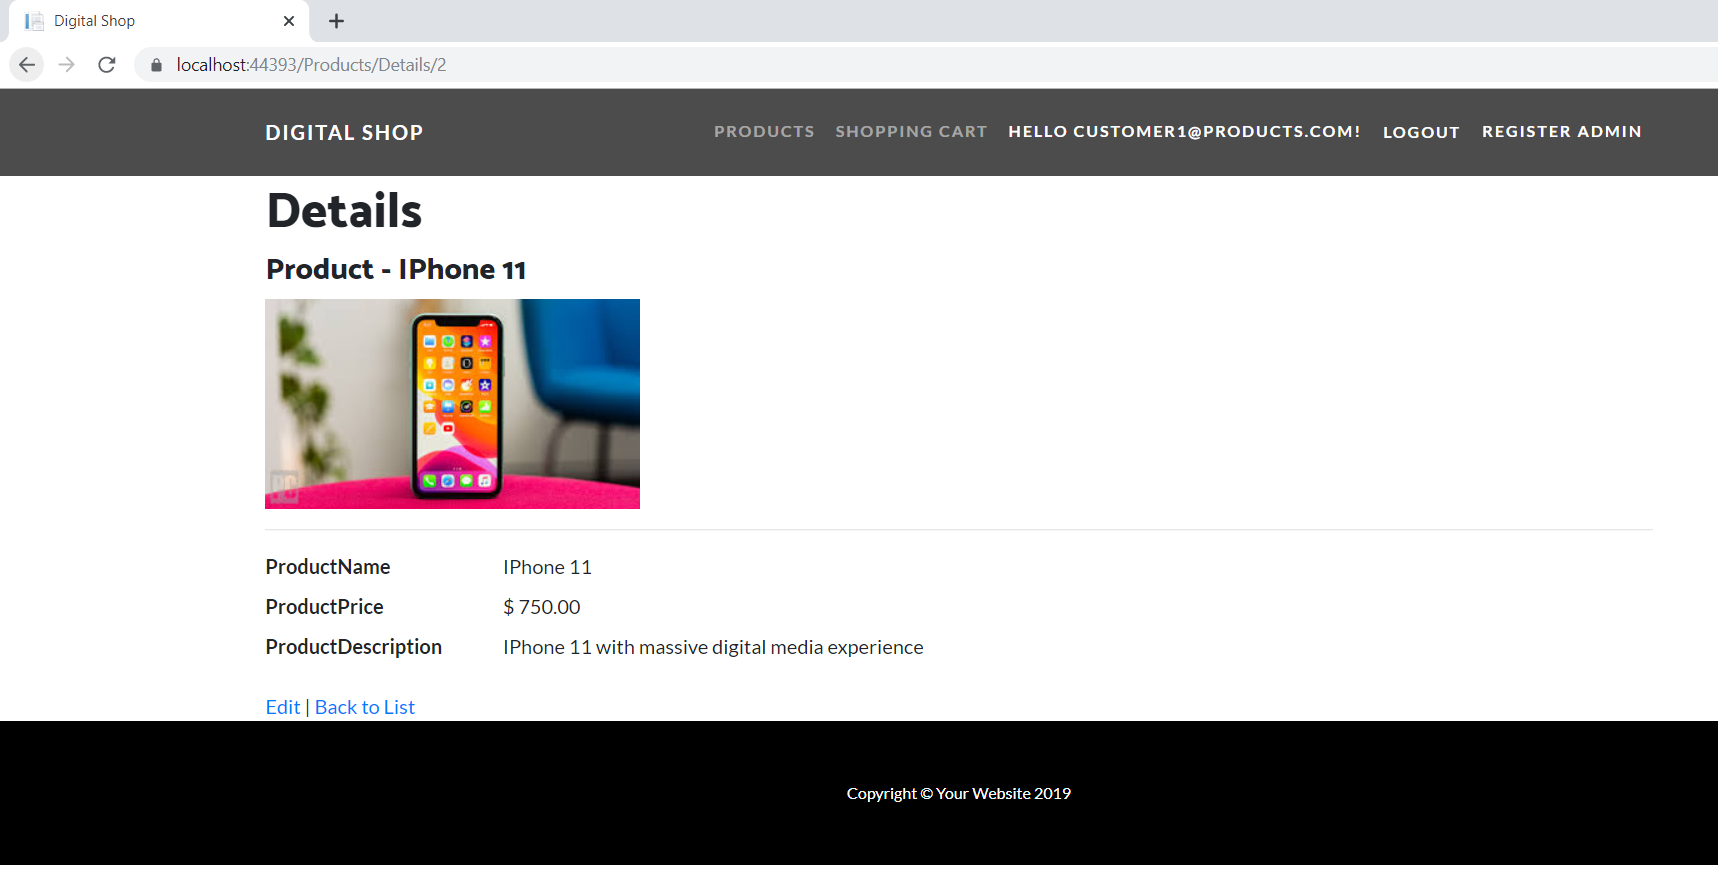 Digital Shop
localhost:44393/Products/Details/2
DIGITAL SHOP PRODUCTS SHOPPING CART HELLO CUSTOMER1@PRODUCTS.COM! LOGOUT REGISTER ADMIN
Details
Product - IPhone 11
PC
ProductName IPhone 11
ProductPrice $ 750.00
ProductDescription IPhone 11 with massive digital media experience
Edit | Back to List
Copyright © Your Website 2019